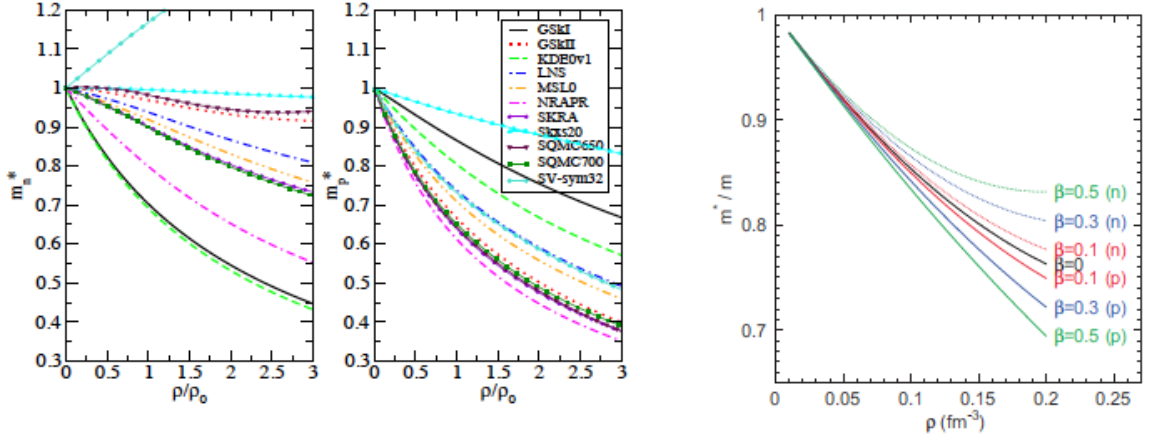 1.2
1.1
1
0.9
0.8
0.7
0.6
0.5
0.4
0.3
m_n*
0 0.5 1 1.5 2 2.5 3
ρ/ρ_o
1.2
1.1
1
0.9
0.8
0.7
0.6
0.5
0.4
0.3
m_p*
0 0.5 1 1.5 2 2.5 3
ρ/ρ_o
GSkI
GSkII
KDE0v1
LNS
MSL0
NRAPR
SKRA
Skxs20
SQMC650
SQMC700
SV-sym32
1
0.9
0.8
0.7
m* / m
0 0.05 0.1 0.15 0.2 0.25
ρ (fm⁻³)
β=0.5 (n)
β=0.3 (n)
β=0.1 (n)
β=0
β=0.1 (p)
β=0.3 (p)
β=0.5 (p)